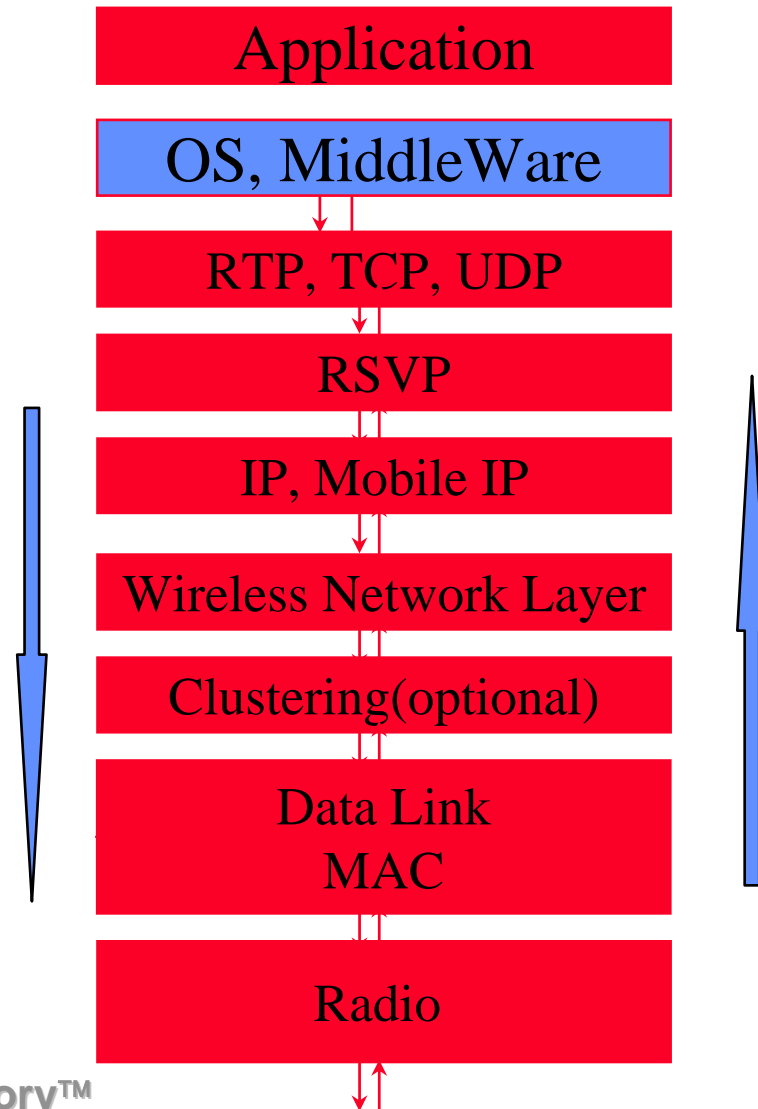 Application
OS, MiddleWare
RTP, TCP, UDP
RSVP
IP, Mobile IP
Wireless Network Layer
Clustering(optional)
Data Link
MAC
Radio